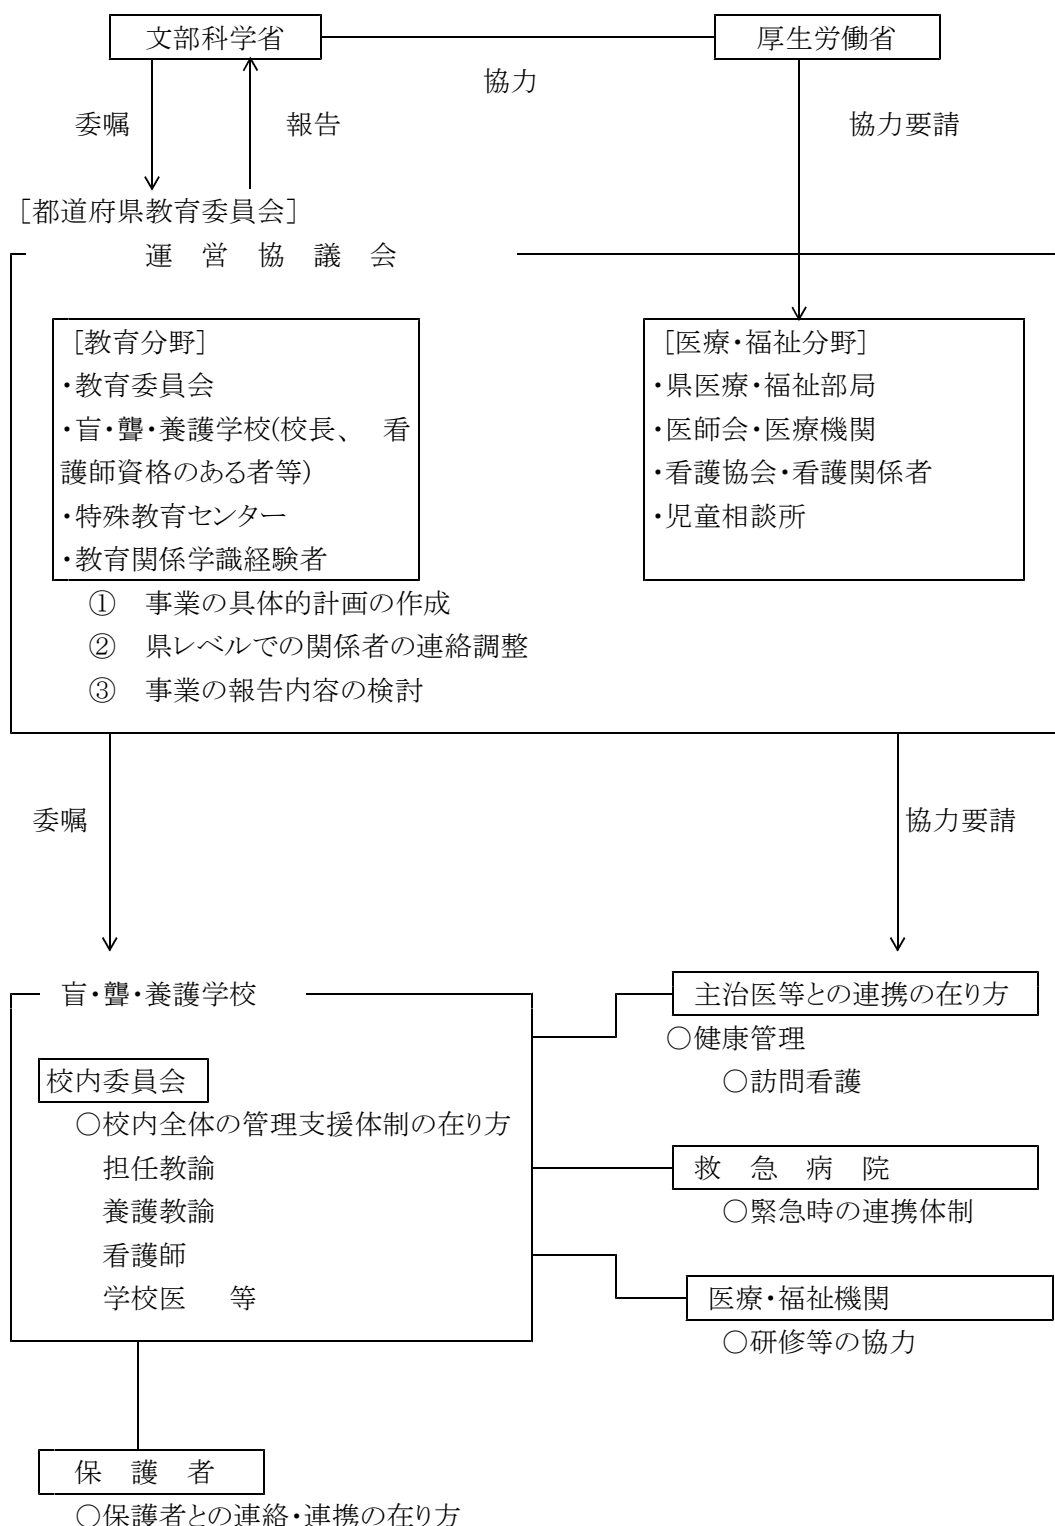 文部科学省
厚生労働省
協力
委嘱
報告
協力要請
[都道府県教育委員会]
運 営 協 議 会
[教育分野]
・教育委員会
・盲・聾・養護学校(校長、 看
護師資格のある者等)
・特殊教育センター
・教育関係学識経験者
[医療・福祉分野]
・県医療・福祉部局
・医師会・医療機関
・看護協会・看護関係者
・児童相談所
① 事業の具体的計画の作成
② 県レベルでの関係者の連絡調整
③ 事業の報告内容の検討
委嘱
協力要請
盲・聾・養護学校
校内委員会
○校内全体の管理支援体制の在り方
担任教諭
養護教諭
看護師
学校医 等
主治医等との連携の在り方
○健康管理
○訪問看護
救 急 病 院
○緊急時の連携体制
医療・福祉機関
○研修等の協力
保 護 者
○保護者との連絡・連携の在り方